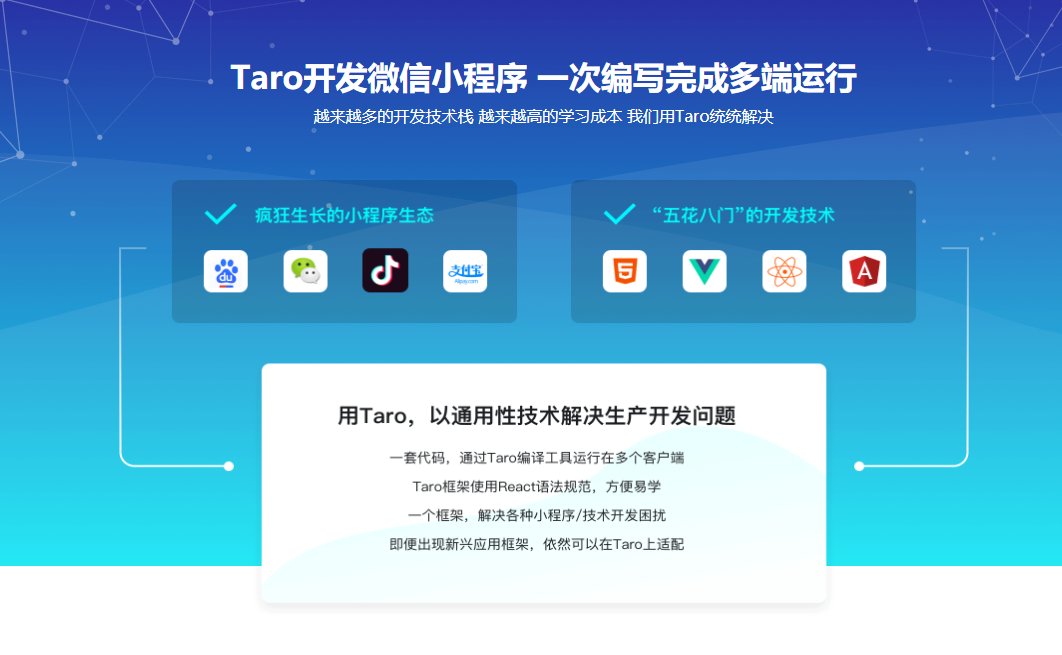 Taro开发微信小程序 一次编写完成多端运行
越来越多的开发技术栈 越来越高的学习成本 我们用Taro统统解决
疯狂生长的小程序生态
“五花八门”的开发技术
du
支付宝
Alipay.com
5
A
用Taro，以通用性技术解决生产开发问题
一套代码，通过Taro编译工具运行在多个客户端
Taro框架使用React语法规范，方便易学
一个框架，解决各种小程序/技术开发困扰
即便出现新兴应用框架，依然可以在Taro上适配